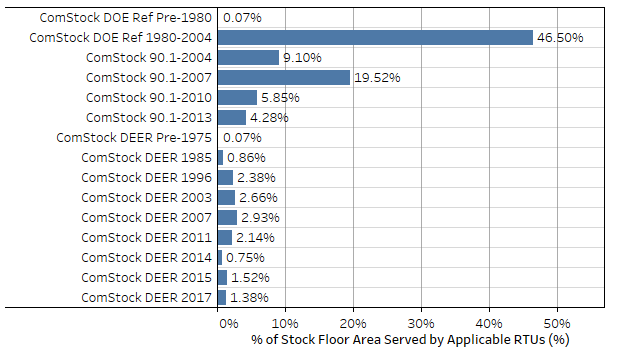 ComStock DOE Ref Pre-1980 0.07%
ComStock DOE Ref 1980-2004 46.50%
ComStock 90.1-2004 9.10%
ComStock 90.1-2007 19.52%
ComStock 90.1-2010 5.85%
ComStock 90.1-2013 4.28%
ComStock DEER Pre-1975 0.07%
ComStock DEER 1985 0.86%
ComStock DEER 1996 2.38%
ComStock DEER 2003 2.66%
ComStock DEER 2007 2.93%
ComStock DEER 2011 2.14%
ComStock DEER 2014 0.75%
ComStock DEER 2015 1.52%
ComStock DEER 2017 1.38%
0% 10% 20% 30% 40% 50%
% of Stock Floor Area Served by Applicable RTUs (%)